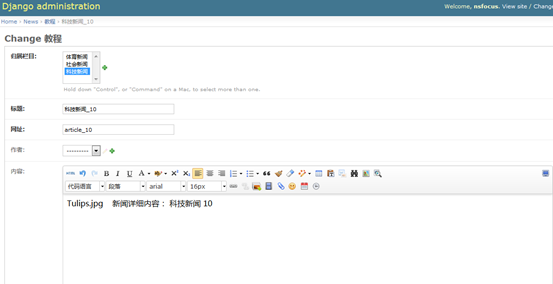 Django administration
Welcome, nsfocus. View site / Change
Home › News › 教程 › 科技新闻_10
Change 教程
归属栏目:
体育新闻
社会新闻
科技新闻
Hold down "Control", or "Command" on a Mac, to select more than one.
标题:
科技新闻_10
网址:
article_10
作者:
---------
内容:
HTML B I U A X² X₂
代码语言 段落 arial 16px
Tulips.jpg 新闻详细内容： 科技新闻 10